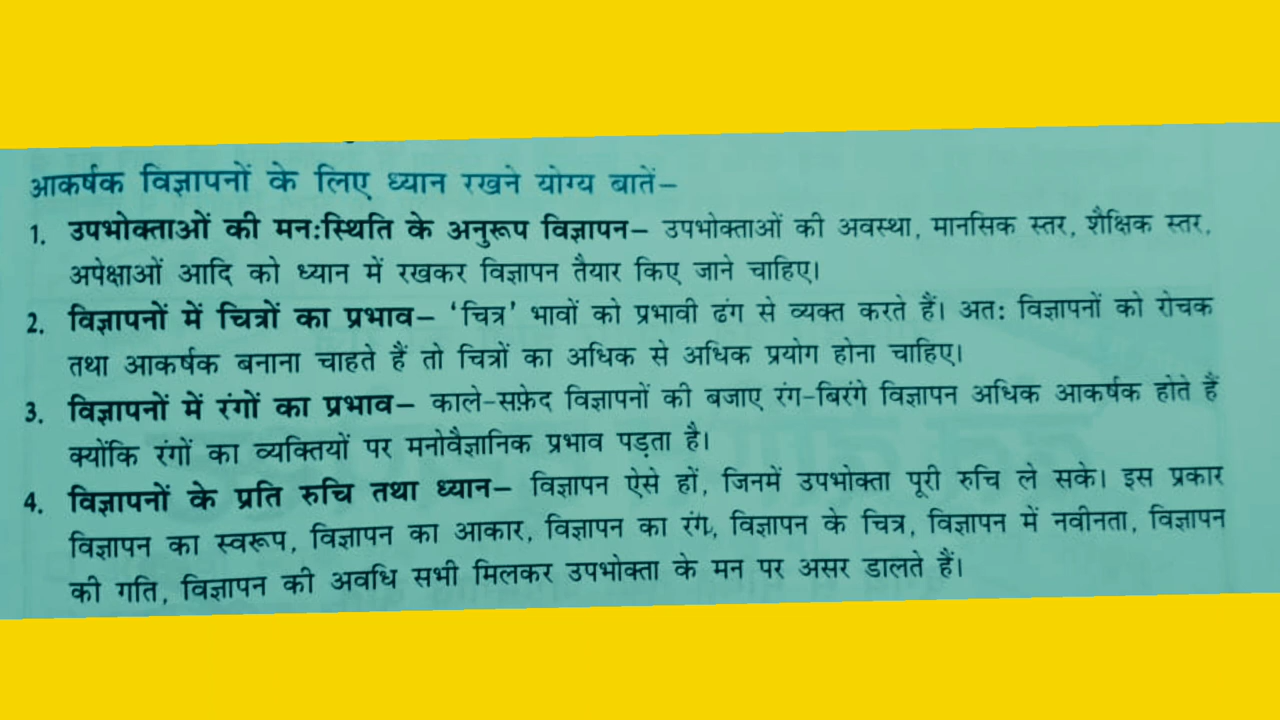 आकर्षक विज्ञापनों के लिए ध्यान रखने योग्य बातें–
1. उपभोक्ताओं की मनःस्थिति के अनुरूप विज्ञापन– उपभोक्ताओं की अवस्था, मानसिक स्तर, शैक्षिक स्तर,
अपेक्षाओं आदि को ध्यान में रखकर विज्ञापन तैयार किए जाने चाहिए।
2. विज्ञापनों में चित्रों का प्रभाव– 'चित्र' भावों को प्रभावी ढंग से व्यक्त करते हैं। अतः विज्ञापनों को रोचक
तथा आकर्षक बनाना चाहते हैं तो चित्रों का अधिक से अधिक प्रयोग होना चाहिए।
3. विज्ञापनों में रंगों का प्रभाव– काले-सफ़ेद विज्ञापनों की बजाए रंग-बिरंगे विज्ञापन अधिक आकर्षक होते हैं
क्योंकि रंगों का व्यक्तियों पर मनोवैज्ञानिक प्रभाव पड़ता है।
4. विज्ञापनों के प्रति रुचि तथा ध्यान– विज्ञापन ऐसे हों, जिनमें उपभोक्ता पूरी रुचि ले सके। इस प्रकार
विज्ञापन का स्वरूप, विज्ञापन का आकार, विज्ञापन का रंग, विज्ञापन के चित्र, विज्ञापन में नवीनता, विज्ञापन
की गति, विज्ञापन की अवधि सभी मिलकर उपभोक्ता के मन पर असर डालते हैं।